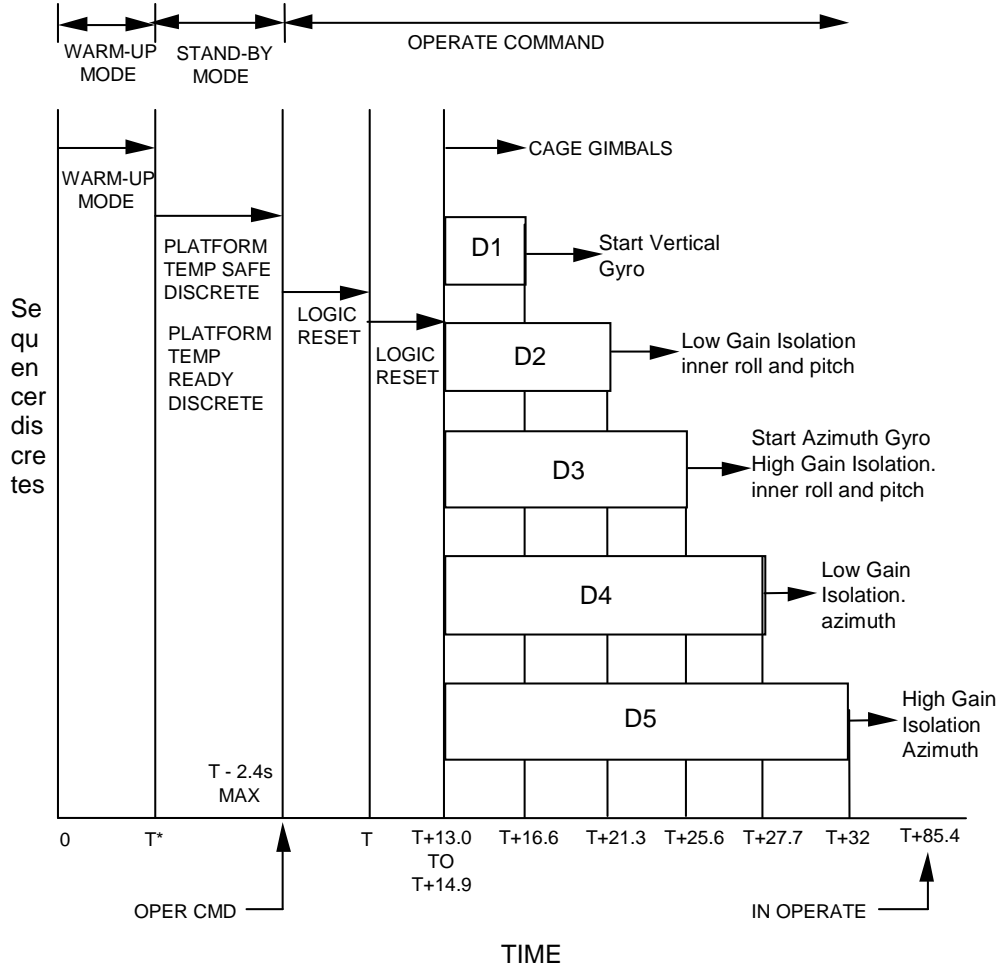 WARM-UP
MODE
STAND-BY
MODE
OPERATE COMMAND
WARM-UP
MODE
CAGE GIMBALS
PLATFORM
TEMP SAFE
DISCRETE
PLATFORM
TEMP
READY
DISCRETE
LOGIC
RESET
LOGIC
RESET
D1
Start Vertical
Gyro
D2
Low Gain Isolation
inner roll and pitch
D3
Start Azimuth Gyro
High Gain Isolation.
inner roll and pitch
D4
Low Gain
Isolation.
azimuth
D5
High Gain
Isolation
Azimuth
Se
qu
en
cer
dis
cre
tes
T - 2.4s
MAX
0
T*
T
T+13.0
TO
T+14.9
T+16.6
T+21.3
T+25.6
T+27.7
T+32
T+85.4
OPER CMD
IN OPERATE
TIME